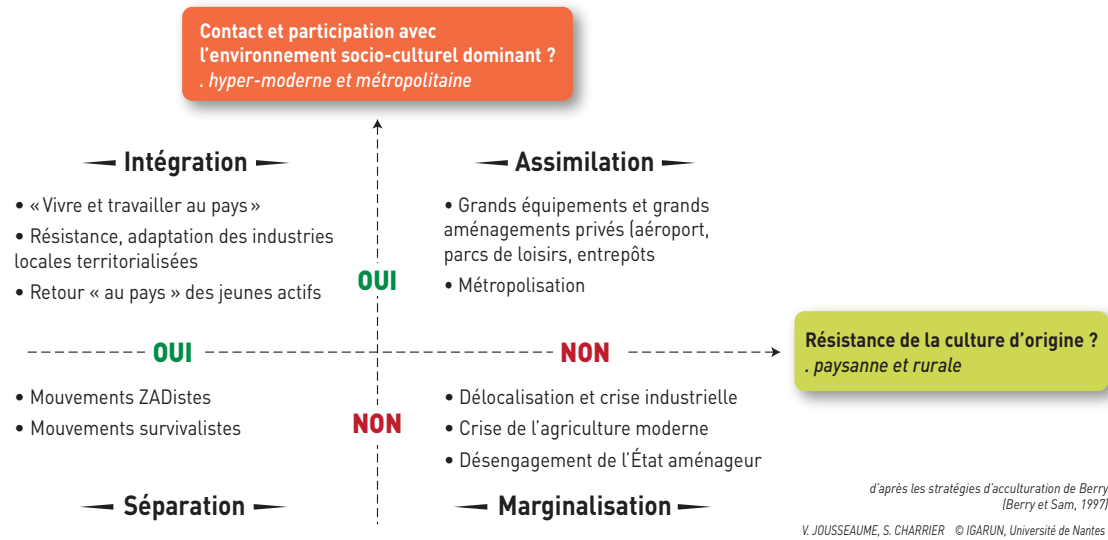 Contact et participation avec
l'environnement socio-culturel dominant ?
. hyper-moderne et métropolitaine
Intégration
• « Vivre et travailler au pays »
• Résistance, adaptation des industries
locales territorialisées
• Retour « au pays » des jeunes actifs
Assimilation
• Grands équipements et grands
aménagements privés (aéroport,
parcs de loisirs, entrepôts
• Métropolisation
OUI
OUI
NON
Résistance de la culture d'origine ?
. paysanne et rurale
• Mouvements ZADistes
• Mouvements survivalistes
NON
• Délocalisation et crise industrielle
• Crise de l'agriculture moderne
• Désengagement de l'État aménageur
Séparation
Marginalisation
d'après les stratégies d'acculturation de Berry
(Berry et Sam, 1997)
V. JOUSSEAUME, S. CHARRIER © IGARUN, Université de Nantes